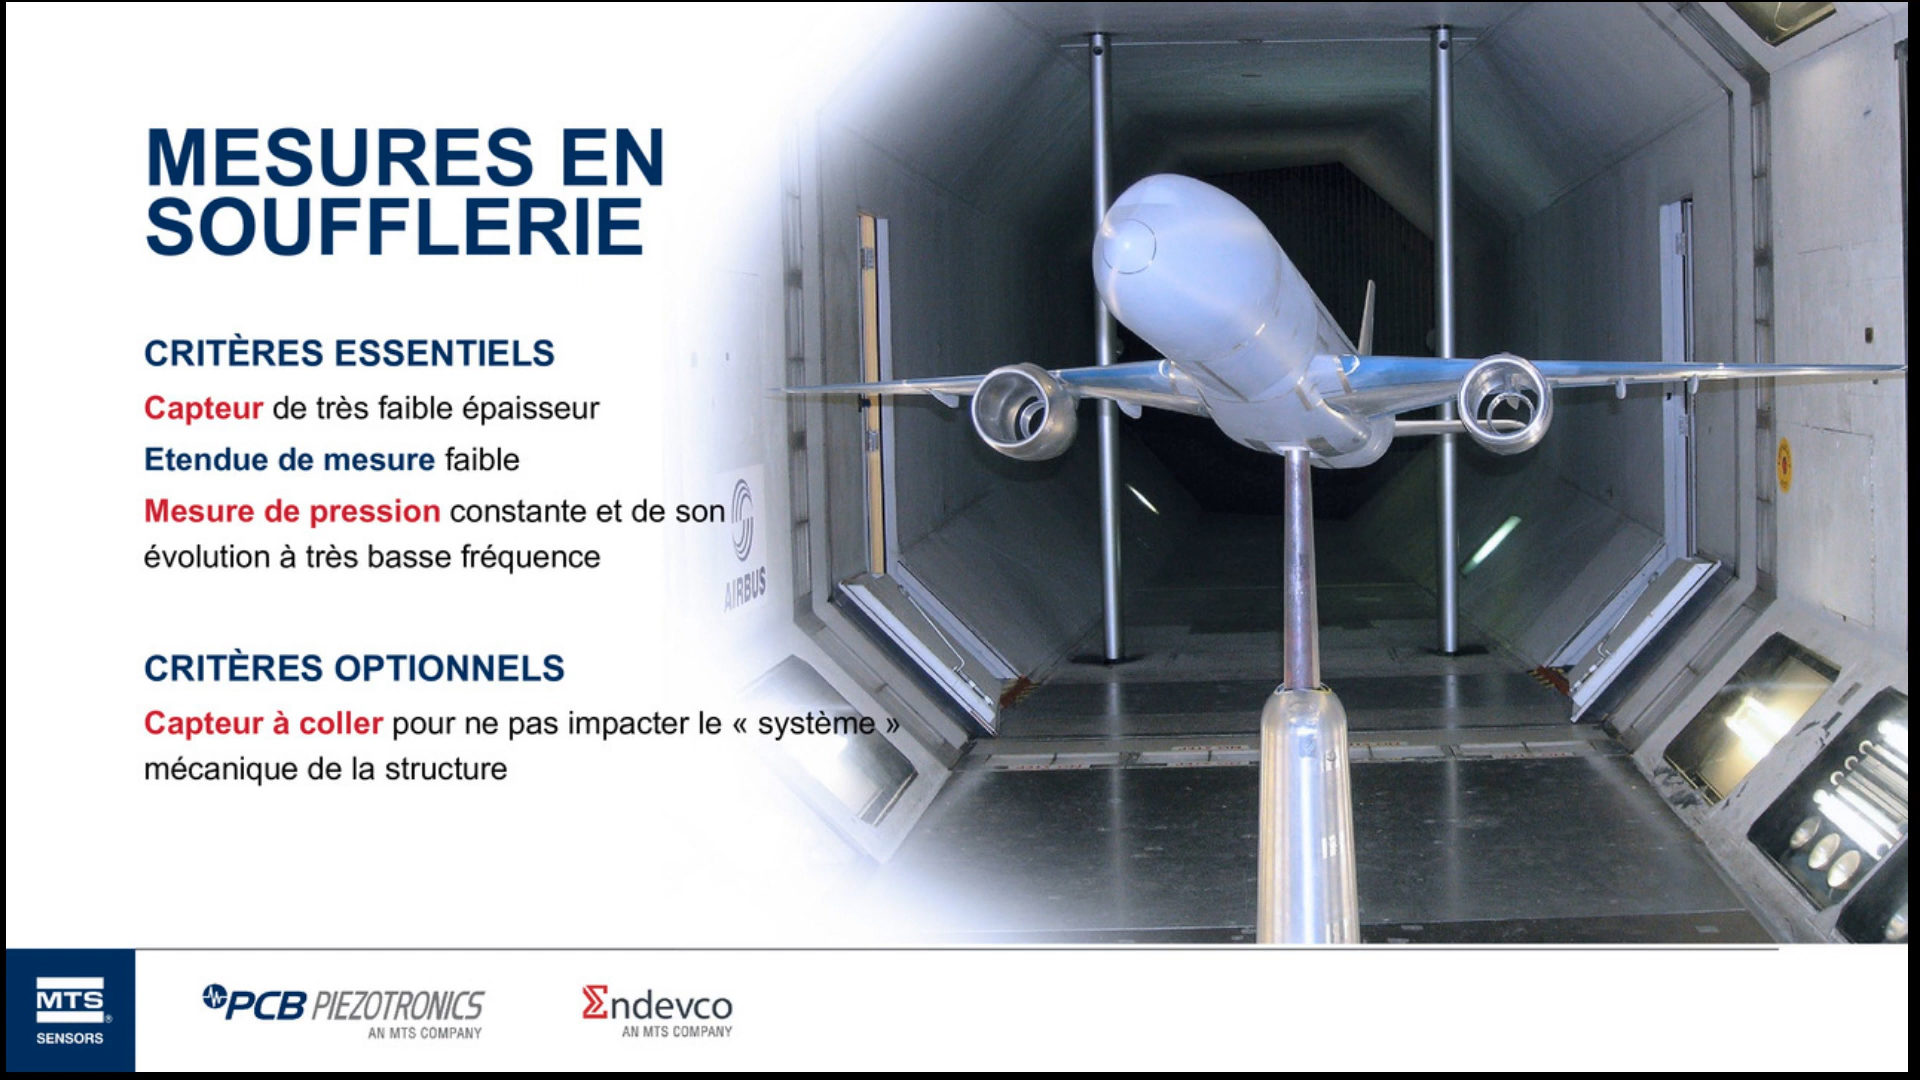 MESURES EN
SOUFFLERIE
CRITÈRES ESSENTIELS
Capteur de très faible épaisseur
Etendue de mesure faible
Mesure de pression constante et de son
évolution à très basse fréquence
AIRBUS
CRITÈRES OPTIONNELS
Capteur à coller pour ne pas impacter le « système »
mécanique de la structure
MTS®
SENSORS
PCB PIEZOTRONICS
AN MTS COMPANY
Endevco
AN MTS COMPANY